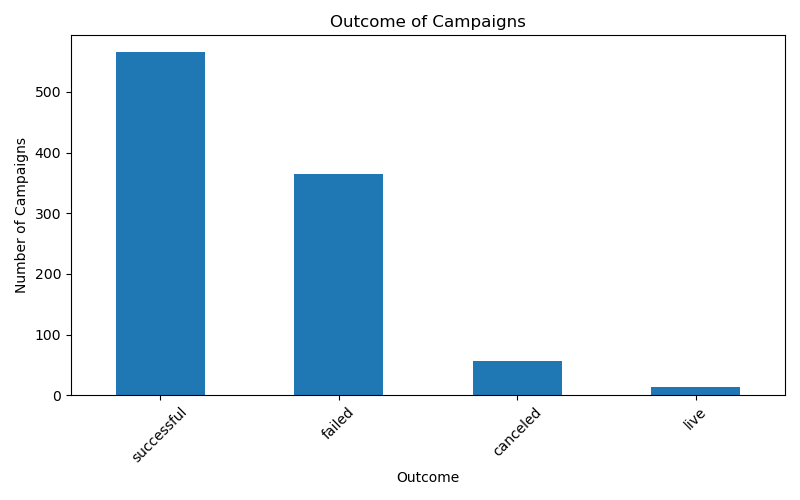 Outcome of Campaigns
Number of Campaigns
500
400
300
200
100
0
successful
failed
canceled
live
Outcome